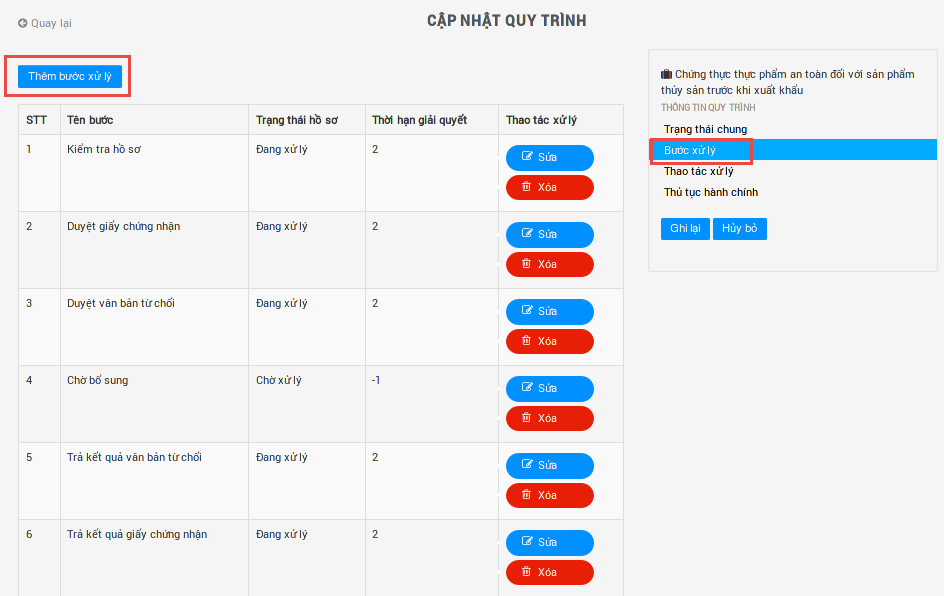 Quay lại
CẬP NHẬT QUY TRÌNH
Thêm bước xử lý
STT Tên bước Trạng thái hồ sơ Thời hạn giải quyết Thao tác xử lý
1 Kiểm tra hồ sơ Đang xử lý 2 Sửa
Xóa
2 Duyệt giấy chứng nhận Đang xử lý 2 Sửa
Xóa
3 Duyệt văn bản từ chối Đang xử lý 2 Sửa
Xóa
4 Chờ bổ sung Chờ xử lý -1 Sửa
Xóa
5 Trả kết quả văn bản từ chối Đang xử lý 2 Sửa
Xóa
6 Trả kết quả giấy chứng nhận Đang xử lý 2 Sửa
Xóa
Chứng thực thực phẩm an toàn đối với sản phẩm
thủy sản trước khi xuất khẩu
THÔNG TIN QUY TRÌNH
Trạng thái chung
Bước xử lý
Thao tác xử lý
Thủ tục hành chính
Ghi lại Hủy bỏ